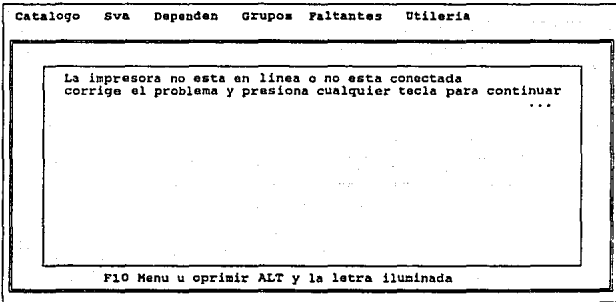 Catalogo Sva Dependen Grupos Faltantes Utileria
La impresora no esta en linea o no esta conectada
corrige el problema y presiona cualquier tecla para continuar
...
F10 Menu u oprimir ALT y la letra iluminada